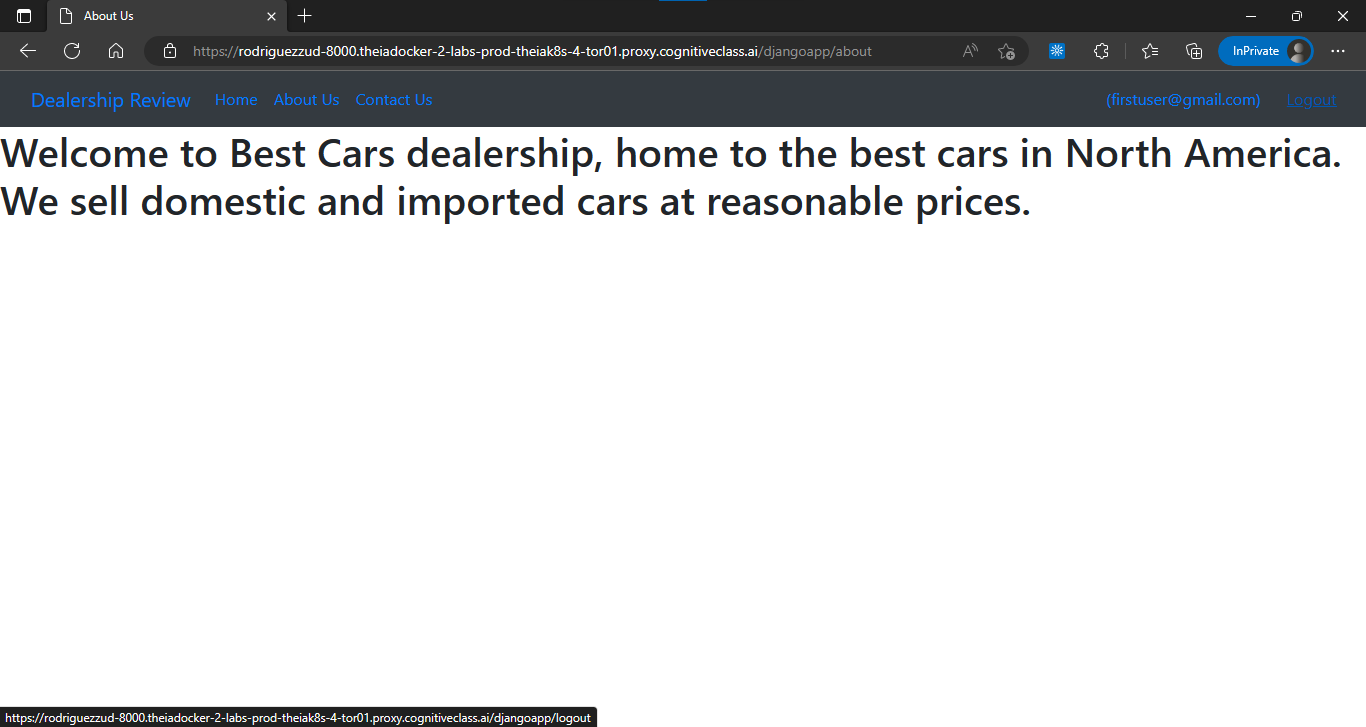 About Us
https://rodriguezzud-8000.theiadocker-2-labs-prod-theiak8s-4-tor01.proxy.cognitiveclass.ai/djangoapp/about
InPrivate
Dealership Review Home About Us Contact Us (firstuser@gmail.com) Logout
Welcome to Best Cars dealership, home to the best cars in North America.
We sell domestic and imported cars at reasonable prices.
https://rodriguezzud-8000.theiadocker-2-labs-prod-theiak8s-4-tor01.proxy.cognitiveclass.ai/djangoapp/logout